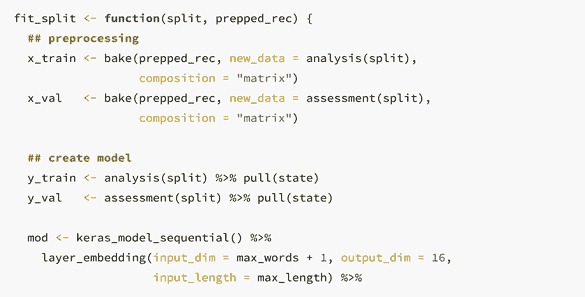 fit_split <- function(split, prepped_rec) {
  ## preprocessing
  x_train <- bake(prepped_rec, new_data = analysis(split),
                  composition = "matrix")
  x_val   <- bake(prepped_rec, new_data = assessment(split),
                  composition = "matrix")

  ## create model
  y_train <- analysis(split) %>% pull(state)
  y_val   <- assessment(split) %>% pull(state)

  mod <- keras_model_sequential() %>%
    layer_embedding(input_dim = max_words + 1, output_dim = 16,
                    input_length = max_length) %>%